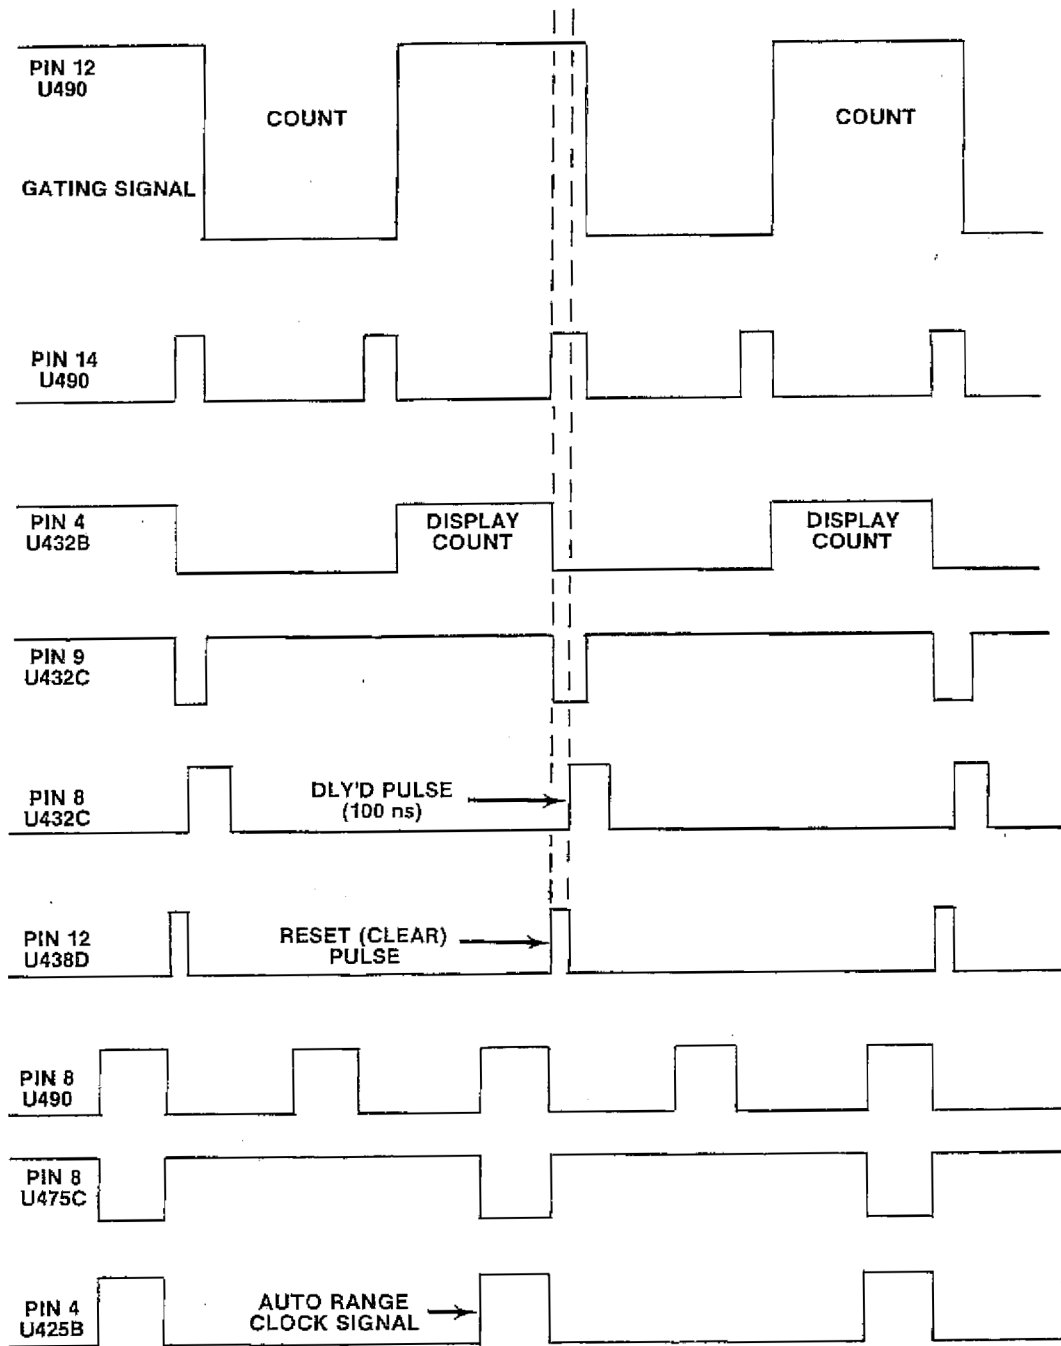 PIN 12
U490
COUNT
COUNT
GATING SIGNAL
PIN 14
U490
PIN 4
U432B
DISPLAY
COUNT
DISPLAY
COUNT
PIN 9
U432C
PIN 8
U432C
DLY'D PULSE
(100 ns)
PIN 12
U438D
RESET (CLEAR)
PULSE
PIN 8
U490
PIN 8
U475C
PIN 4
U425B
AUTO RANGE
CLOCK SIGNAL